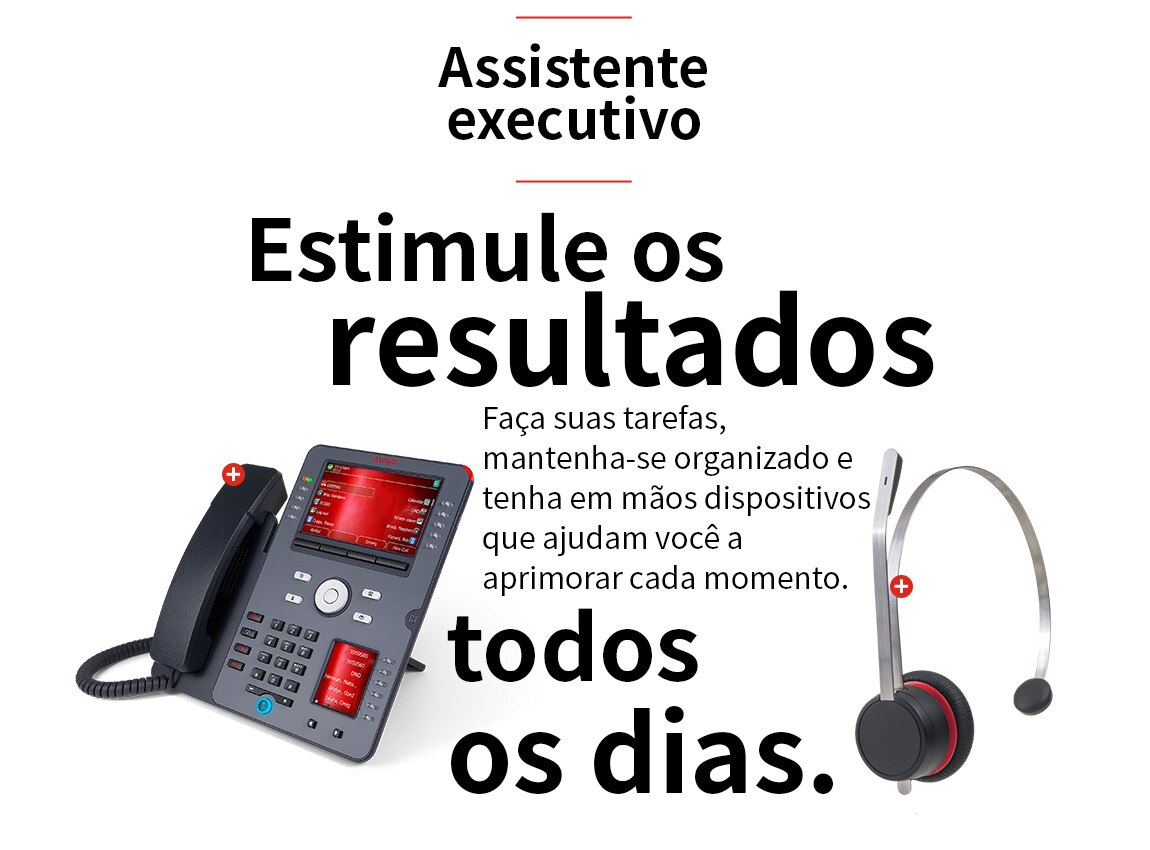 Assistente
executivo
Estimule os
resultados
Faça suas tarefas,
mantenha-se organizado e
tenha em mãos dispositivos
que ajudam você a
aprimorar cada momento.
todos
os dias.
AVAYA